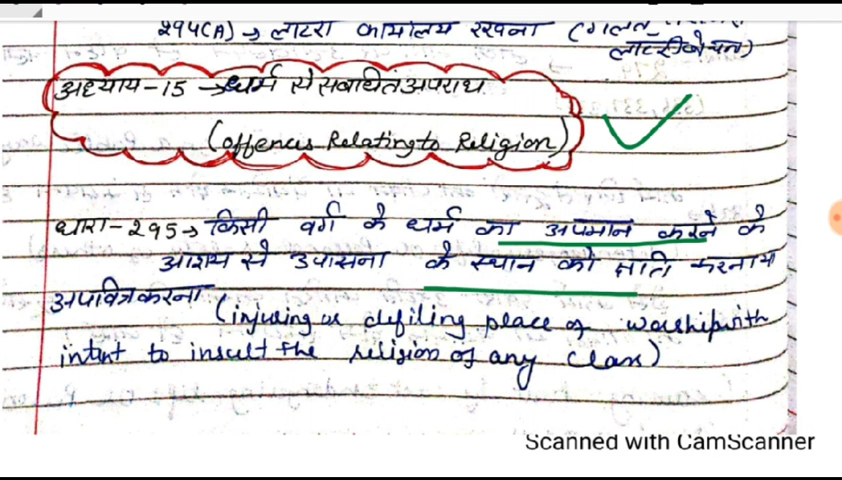 294(A) → लाटरी कार्यालय रखना (गलत
लाटरी बेचना)
अध्याय-15 → धर्म से सबंधित अपराध
(offences Relating to Religion)
धारा-295 → किसी वर्ग के धर्म का अपमान करने के
आशय से उपासना के स्थान को क्षति करना या
अपवित्र करना
(injuring or defiling place of worship with
intent to insult the religion of any class)
Scanned with CamScanner